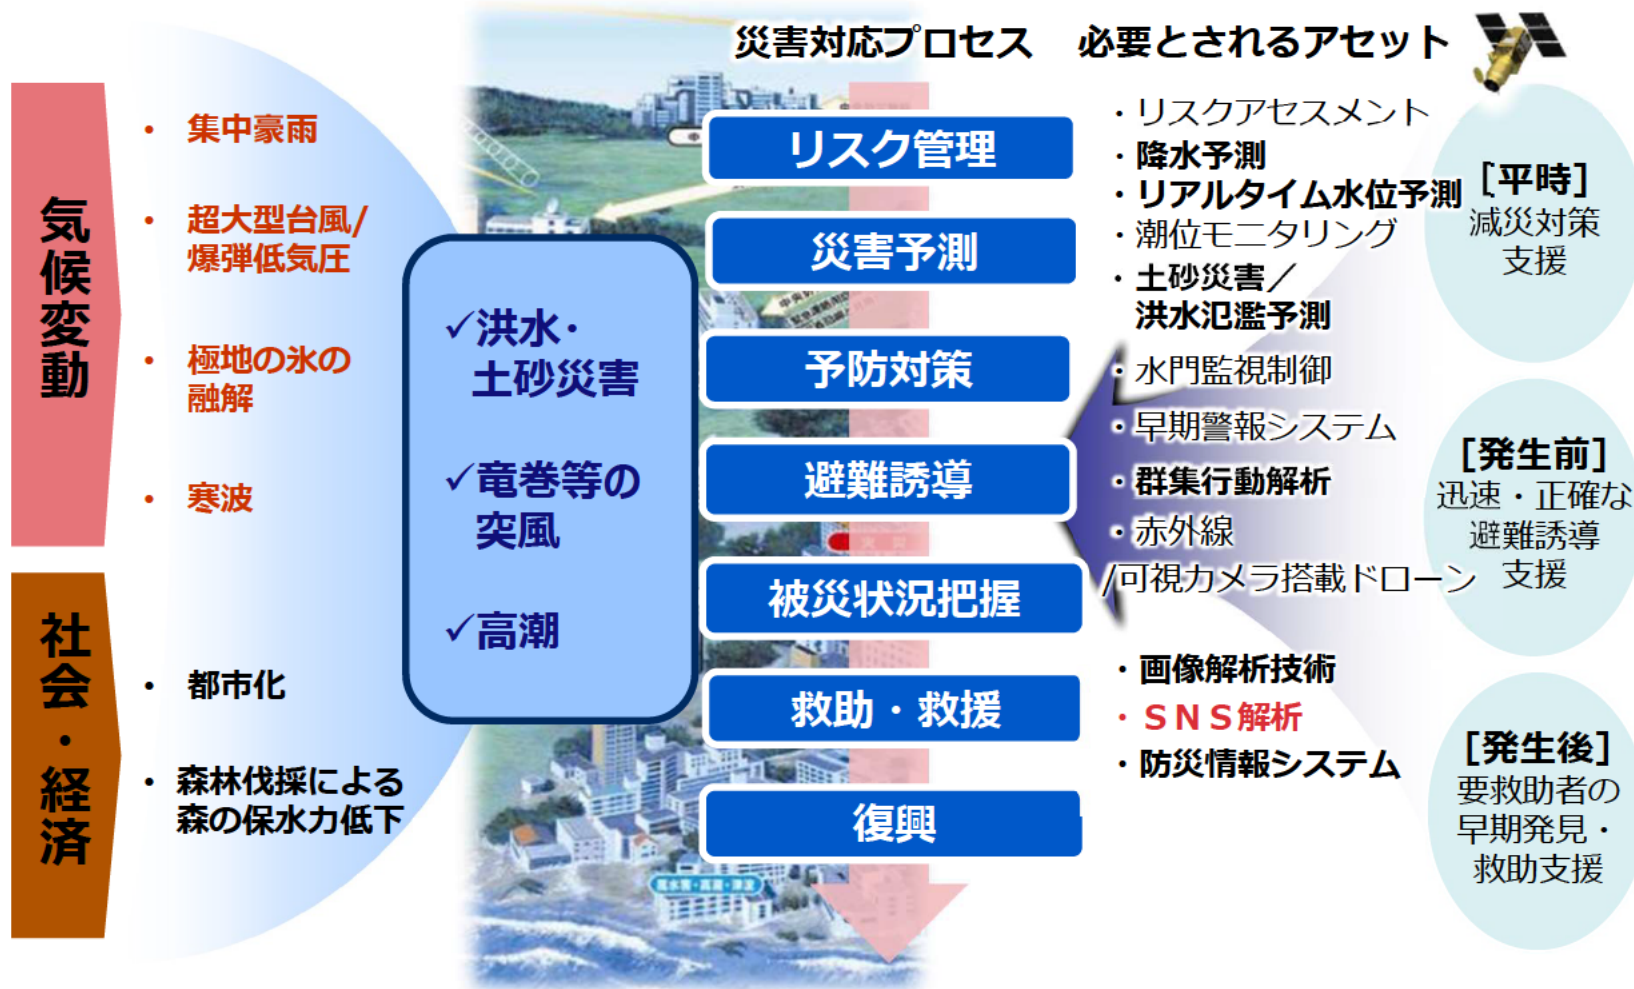 災害対応プロセス
必要とされるアセット
気候変動
・ 集中豪雨
・ 超大型台風/
爆弾低気圧
・ 極地の氷の
融解
・ 寒波
社会・経済
・ 都市化
・ 森林伐採による
森の保水力低下
✓洪水・
土砂災害
✓竜巻等の
突風
✓高潮
リスク管理
災害予測
予防対策
避難誘導
被災状況把握
救助・救援
復興
・リスクアセスメント
・降水予測
・リアルタイム水位予測
・潮位モニタリング
・土砂災害／
洪水氾濫予測
・水門監視制御
・早期警報システム
・群集行動解析
・赤外線
/可視カメラ搭載ドローン
・画像解析技術
・ＳＮＳ解析
・防災情報システム
［平時］
減災対策
支援
［発生前］
迅速・正確な
避難誘導
支援
［発生後］
要救助者の
早期発見・
救助支援
風水害・高潮・津波